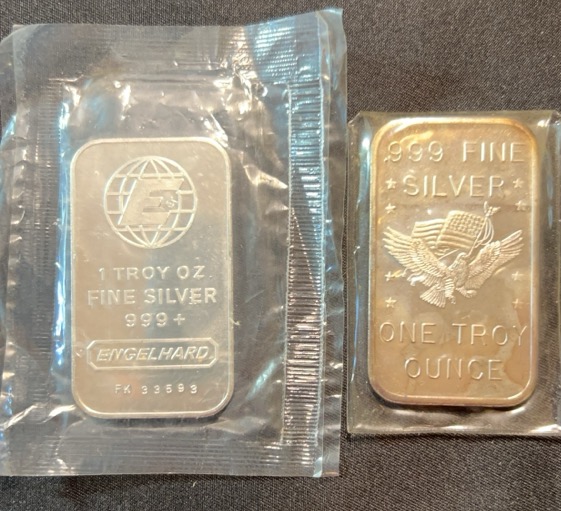 E
1 TROY OZ.
FINE SILVER
999+
ENGELHARD
FK 33593
.999 FINE
SILVER
ONE TROY
OUNCE